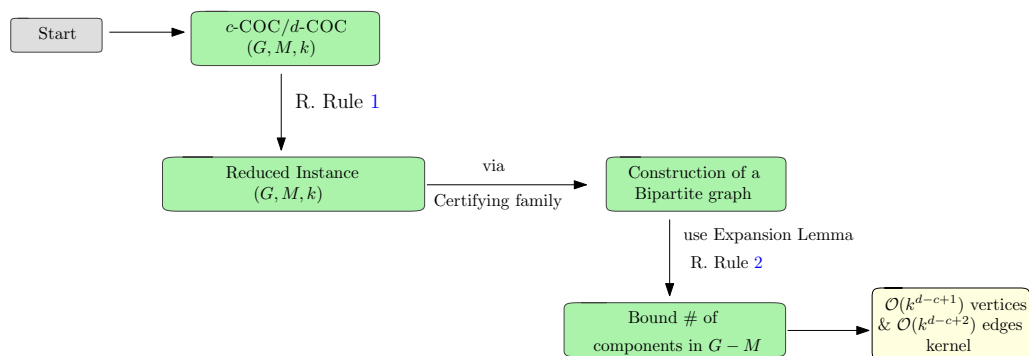 Start
c-COC/d-COC
(G, M, k)
R. Rule 1
Reduced Instance
(G, M, k)
via
Certifying family
Construction of a
Bipartite graph
use Expansion Lemma
R. Rule 2
Bound # of
components in G − M
𝒪(k^{d−c+1}) vertices
& 𝒪(k^{d−c+2}) edges
kernel